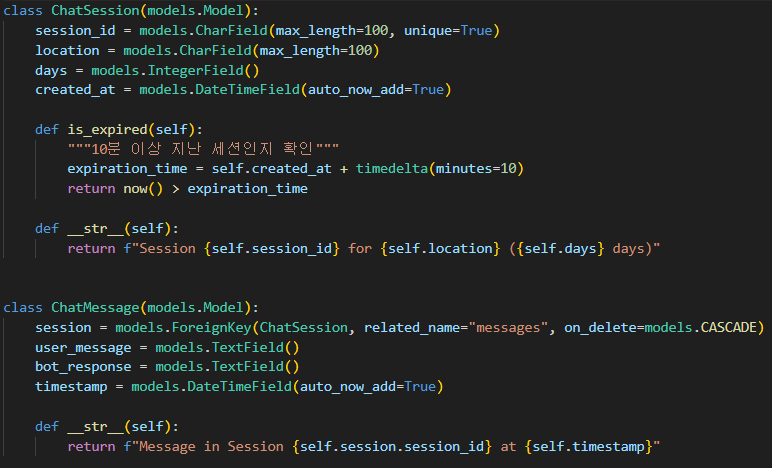 class ChatSession(models.Model):
    session_id = models.CharField(max_length=100, unique=True)
    location = models.CharField(max_length=100)
    days = models.IntegerField()
    created_at = models.DateTimeField(auto_now_add=True)

    def is_expired(self):
        """10분 이상 지난 세션인지 확인"""
        expiration_time = self.created_at + timedelta(minutes=10)
        return now() > expiration_time

    def __str__(self):
        return f"Session {self.session_id} for {self.location} ({self.days} days)"


class ChatMessage(models.Model):
    session = models.ForeignKey(ChatSession, related_name="messages", on_delete=models.CASCADE)
    user_message = models.TextField()
    bot_response = models.TextField()
    timestamp = models.DateTimeField(auto_now_add=True)

    def __str__(self):
        return f"Message in Session {self.session.session_id} at {self.timestamp}"